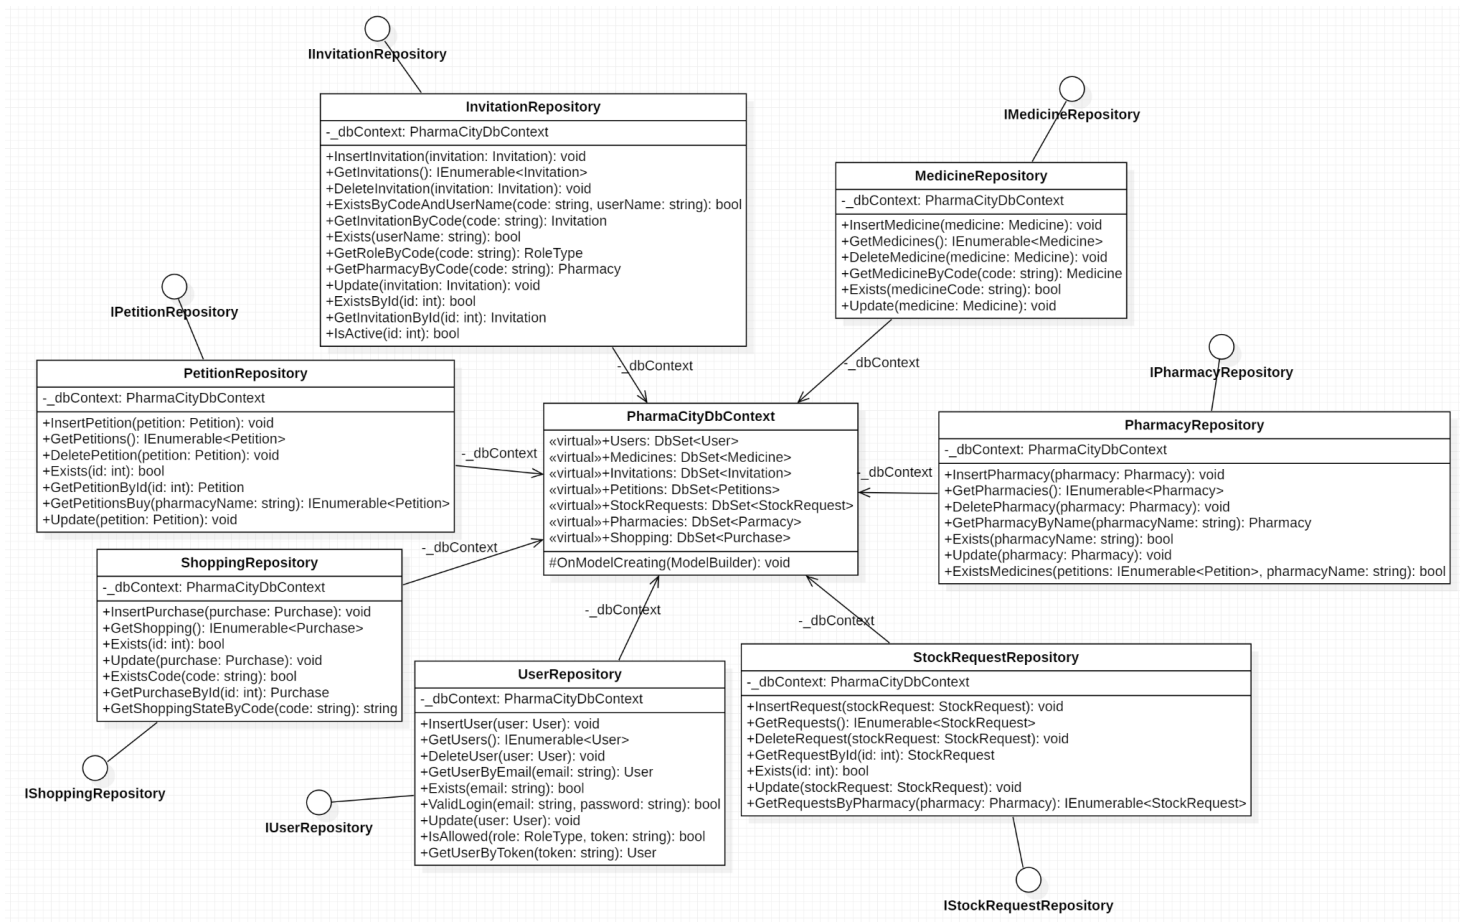 IInvitationRepository
InvitationRepository
-_dbContext: PharmaCityDbContext
+InsertInvitation(invitation: Invitation): void
+GetInvitations(): IEnumerable<Invitation>
+DeleteInvitation(invitation: Invitation): void
+ExistsByCodeAndUserName(code: string, userName: string): bool
+GetInvitationByCode(code: string): Invitation
+Exists(userName: string): bool
+GetRoleByCode(code: string): RoleType
+GetPharmacyByCode(code: string): Pharmacy
+Update(invitation: Invitation): void
+ExistsById(id: int): bool
+GetInvitationById(id: int): Invitation
+IsActive(id: int): bool
IMedicineRepository
MedicineRepository
-_dbContext: PharmaCityDbContext
+InsertMedicine(medicine: Medicine): void
+GetMedicines(): IEnumerable<Medicine>
+DeleteMedicine(medicine: Medicine): void
+GetMedicineByCode(code: string): Medicine
+Exists(medicineCode: string): bool
+Update(medicine: Medicine): void
IPetitionRepository
PetitionRepository
-_dbContext: PharmaCityDbContext
+InsertPetition(petition: Petition): void
+GetPetitions(): IEnumerable<Petition>
+DeletePetition(petition: Petition): void
+Exists(id: int): bool
+GetPetitionById(id: int): Petition
+GetPetitionsBuy(pharmacyName: string): IEnumerable<Petition>
+Update(petition: Petition): void
-_dbContext
-_dbContext
-_dbContext
PharmaCityDbContext
«virtual»+Users: DbSet<User>
«virtual»+Medicines: DbSet<Medicine>
«virtual»+Invitations: DbSet<Invitation>
«virtual»+Petitions: DbSet<Petitions>
«virtual»+StockRequests: DbSet<StockRequest>
«virtual»+Pharmacies: DbSet<Parmacy>
«virtual»+Shopping: DbSet<Purchase>
#OnModelCreating(ModelBuilder): void
-_dbContext
IPharmacyRepository
PharmacyRepository
-_dbContext: PharmaCityDbContext
+InsertPharmacy(pharmacy: Pharmacy): void
+GetPharmacies(): IEnumerable<Pharmacy>
+DeletePharmacy(pharmacy: Pharmacy): void
+GetPharmacyByName(pharmacyName: string): Pharmacy
+Exists(pharmacyName: string): bool
+Update(pharmacy: Pharmacy): void
+ExistsMedicines(petitions: IEnumerable<Petition>, pharmacyName: string): bool
ShoppingRepository
-_dbContext: PharmaCityDbContext
+InsertPurchase(purchase: Purchase): void
+GetShopping(): IEnumerable<Purchase>
+Exists(id: int): bool
+Update(purchase: Purchase): void
+ExistsCode(code: string): bool
+GetPurchaseById(id: int): Purchase
+GetShoppingStateByCode(code: string): string
-_dbContext
IShoppingRepository
-_dbContext
UserRepository
-_dbContext: PharmaCityDbContext
+InsertUser(user: User): void
+GetUsers(): IEnumerable<User>
+DeleteUser(user: User): void
+GetUserByEmail(email: string): User
+Exists(email: string): bool
+ValidLogin(email: string, password: string): bool
+Update(user: User): void
+IsAllowed(role: RoleType, token: string): bool
+GetUserByToken(token: string): User
IUserRepository
-_dbContext
StockRequestRepository
-_dbContext: PharmaCityDbContext
+InsertRequest(stockRequest: StockRequest): void
+GetRequests(): IEnumerable<StockRequest>
+DeleteRequest(stockRequest: StockRequest): void
+GetRequestById(id: int): StockRequest
+Exists(id: int): bool
+Update(stockRequest: StockRequest): void
+GetRequestsByPharmacy(pharmacy: Pharmacy): IEnumerable<StockRequest>
IStockRequestRepository